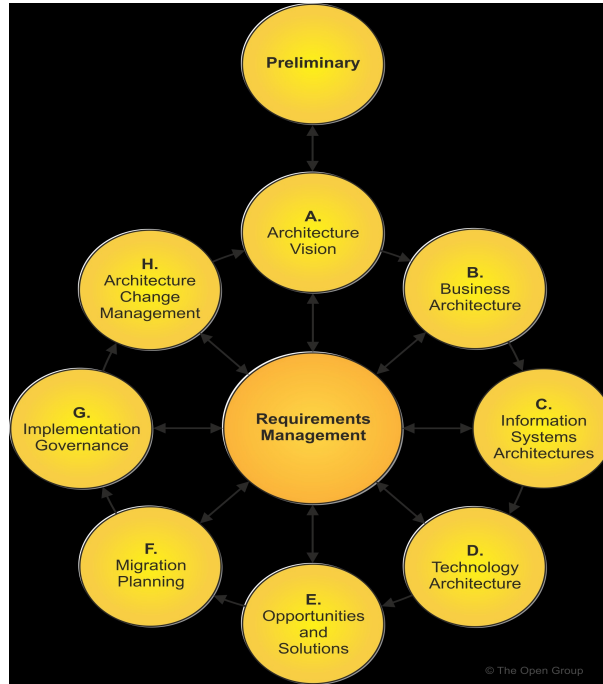 Preliminary
A.
Architecture
Vision
B.
Business
Architecture
C.
Information
Systems
Architectures
D.
Technology
Architecture
E.
Opportunities
and
Solutions
F.
Migration
Planning
G.
Implementation
Governance
H.
Architecture
Change
Management
Requirements
Management
© The Open Group